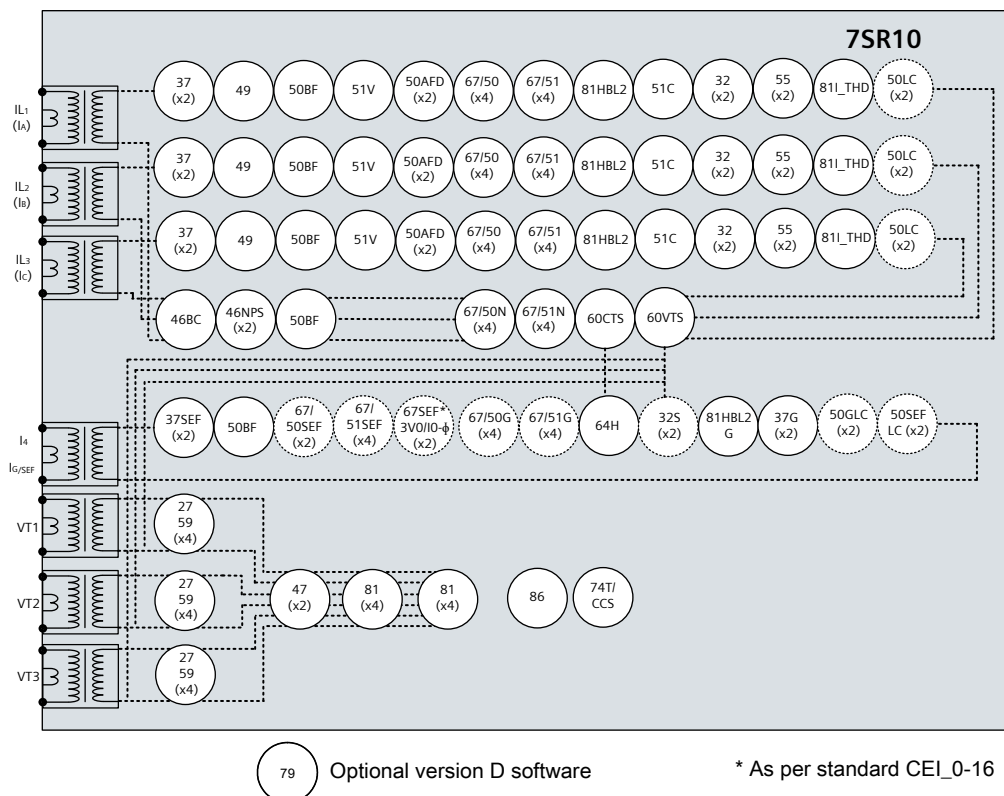 7SR10
IL1
(IA)
37
(x2)
49
50BF
51V
50AFD
(x2)
67/50
(x4)
67/51
(x4)
81HBL2
51C
32
(x2)
55
(x2)
81I_THD
50LC
(x2)
IL2
(IB)
37
(x2)
49
50BF
51V
50AFD
(x2)
67/50
(x4)
67/51
(x4)
81HBL2
51C
32
(x2)
55
(x2)
81I_THD
50LC
(x2)
IL3
(IC)
37
(x2)
49
50BF
51V
50AFD
(x2)
67/50
(x4)
67/51
(x4)
81HBL2
51C
32
(x2)
55
(x2)
81I_THD
50LC
(x2)
46BC
46NPS
(x2)
50BF
67/50N
(x4)
67/51N
(x4)
60CTS
60VTS
I4
IG/SEF
37SEF
(x2)
50BF
67/
50SEF
(x2)
67/
51SEF
(x4)
67SEF*
3V0/I0-ϕ
(x2)
67/50G
(x4)
67/51G
(x4)
64H
32S
(x2)
81HBL2
G
37G
(x2)
50GLC
(x2)
50SEF
LC (x2)
VT1
27
59
(x4)
VT2
27
59
(x4)
47
(x2)
81
(x4)
81
(x4)
86
74T/
CCS
VT3
27
59
(x4)
79
Optional version D software
* As per standard CEI_0-16